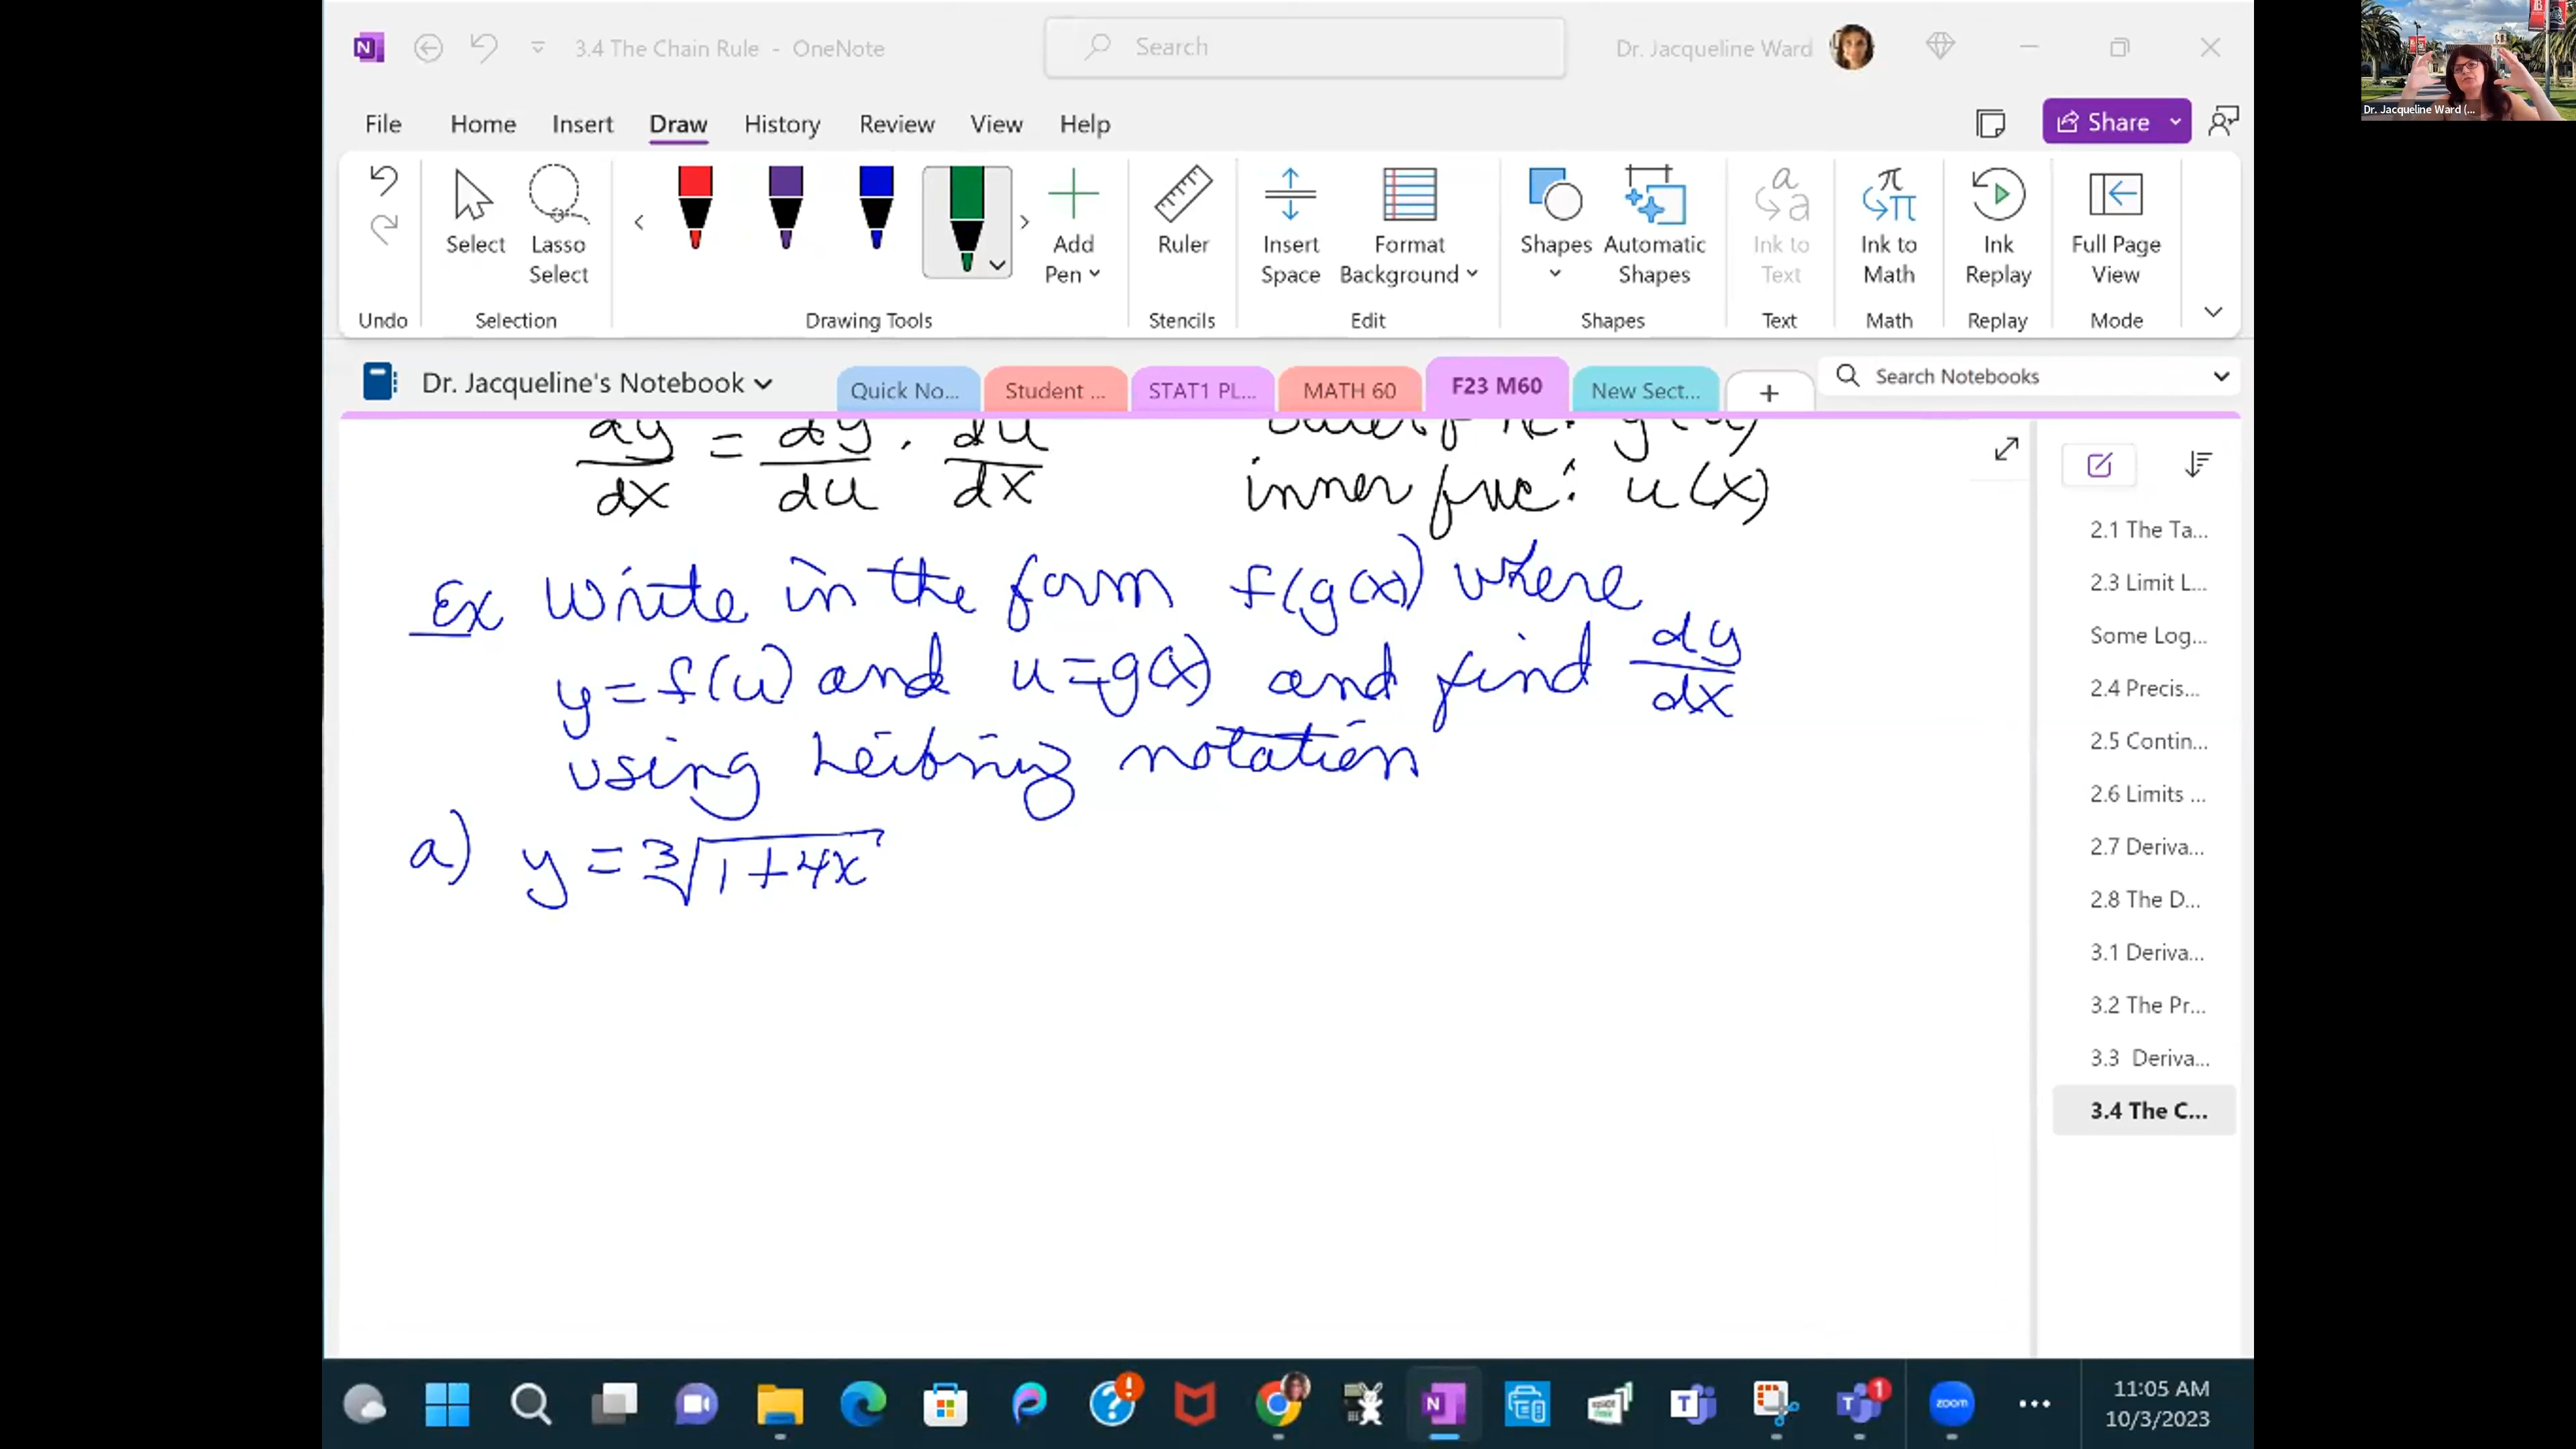 3.4 The Chain Rule - OneNote
Search
Dr. Jacqueline Ward
Dr. Jacqueline Ward (...
File Home Insert Draw History Review View Help
Share
Select
Lasso Select
Add Pen
Ruler
Insert Space
Format Background
Shapes
Automatic Shapes
Ink to Text
Ink to Math
Ink Replay
Full Page View
Undo Selection Drawing Tools Stencils Edit Shapes Text Math Replay Mode
Dr. Jacqueline's Notebook
Quick No... Student ... STAT1 PL... MATH 60 F23 M60 New Sect... +
Search Notebooks
dy/dx = dy/du · du/dx
inner fnc: u(x)
Ex Write in the form f(g(x)) where
y = f(u) and u = g(x) and find dy/dx
using Leibniz notation
a) y = ³√1+4x
2.1 The Ta...
2.3 Limit L...
Some Log...
2.4 Precis...
2.5 Contin...
2.6 Limits ...
2.7 Deriva...
2.8 The D...
3.1 Deriva...
3.2 The Pr...
3.3 Deriva...
3.4 The C...
zoom
1
11:05 AM
10/3/2023